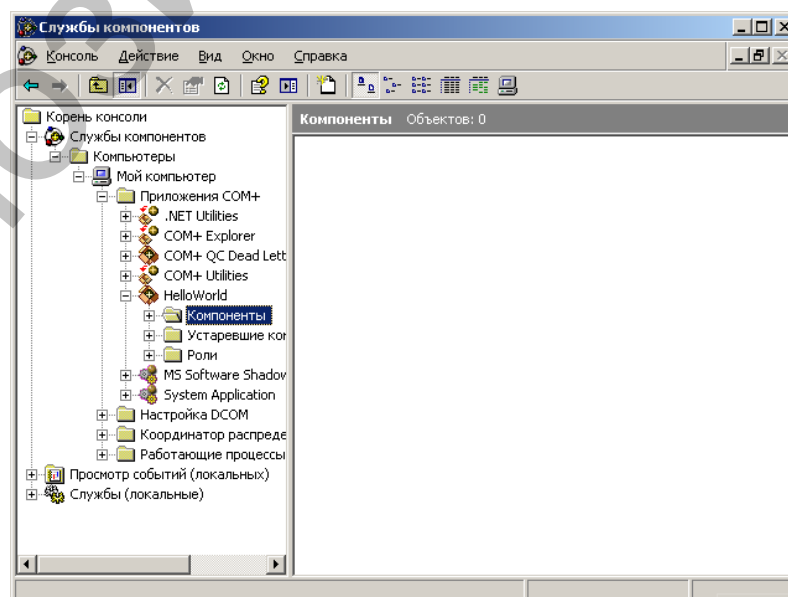 Службы компонентов
Консоль Действие Вид Окно Справка
Корень консоли
Службы компонентов
Компьютеры
Мой компьютер
Приложения COM+
.NET Utilities
COM+ Explorer
COM+ QC Dead Lett
COM+ Utilities
HelloWorld
Компоненты
Устаревшие ком
Роли
MS Software Shadow
System Application
Настройка DCOM
Координатор распреде
Работающие процессы
Просмотр событий (локальных)
Службы (локальные)
Компоненты Объектов: 0